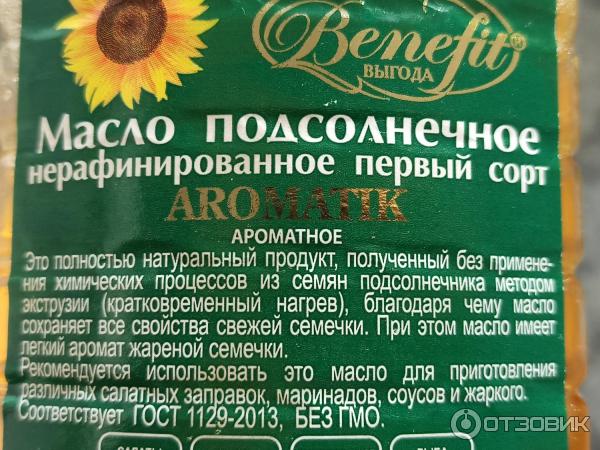 Benefit®
ВЫГОДА
Масло подсолнечное
нерафинированное первый сорт
AROMATIK
АРОМАТНОЕ
Это полностью натуральный продукт, полученный без примене-
ния химических процессов из семян подсолнечника методом
экструзии (кратковременный нагрев), благодаря чему масло
сохраняет все свойства свежей семечки. При этом масло имеет
легкий аромат жареной семечки.
Рекомендуется использовать это масло для приготовления
различных салатных заправок, маринадов, соусов и жаркого.
Соответствует ГОСТ 1129-2013, БЕЗ ГМО.
ОТЗОВИК